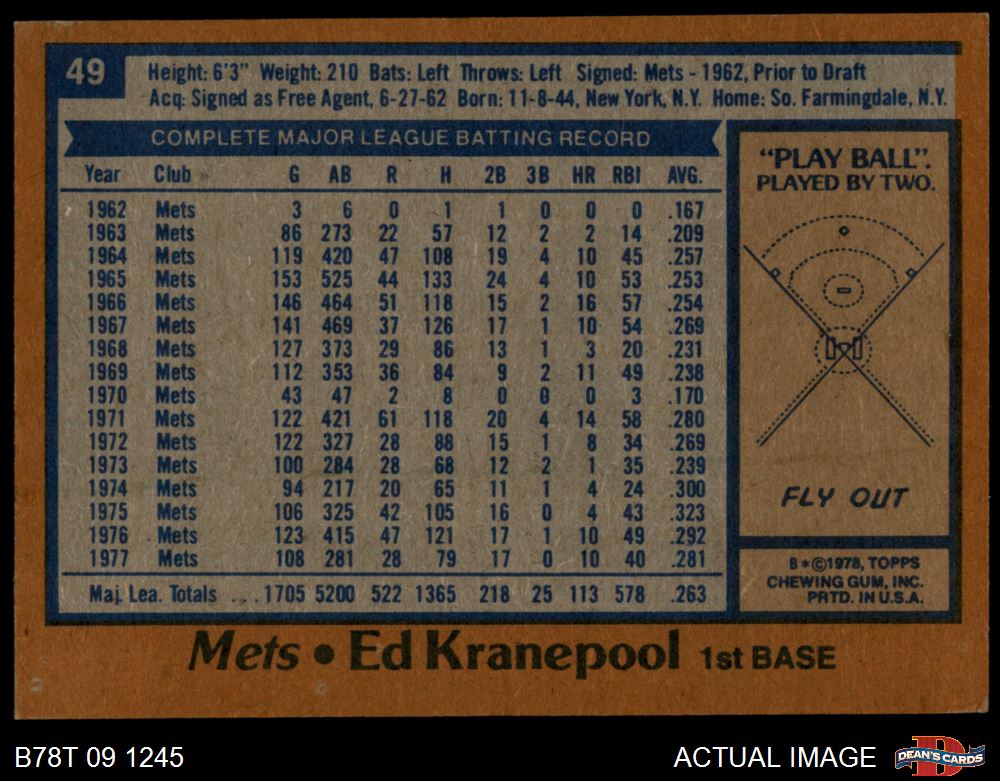 49
Height: 6'3" Weight: 210 Bats: Left Throws: Left Signed: Mets - 1962, Prior to Draft
Acq: Signed as Free Agent, 6-27-62 Born: 11-8-44, New York, N.Y. Home: So. Farmingdale, N.Y.
COMPLETE MAJOR LEAGUE BATTING RECORD
Year Club G AB R H 2B 3B HR RBI AVG.
1962 Mets 3 6 0 1 1 0 0 0 .167
1963 Mets 86 273 22 57 12 2 2 14 .209
1964 Mets 119 420 47 108 19 4 10 45 .257
1965 Mets 153 525 44 133 24 4 10 53 .253
1966 Mets 146 464 51 118 15 2 16 57 .254
1967 Mets 141 469 37 126 17 1 10 54 .269
1968 Mets 127 373 29 86 13 1 3 20 .231
1969 Mets 112 353 36 84 9 2 11 49 .238
1970 Mets 43 47 2 8 0 0 0 3 .170
1971 Mets 122 421 61 118 20 4 14 58 .280
1972 Mets 122 327 28 88 15 1 8 34 .269
1973 Mets 100 284 28 68 12 2 1 35 .239
1974 Mets 94 217 20 65 11 1 4 24 .300
1975 Mets 106 325 42 105 16 0 4 43 .323
1976 Mets 123 415 47 121 17 1 10 49 .292
1977 Mets 108 281 28 79 17 0 10 40 .281
Maj. Lea. Totals ... 1705 5200 522 1365 218 25 113 578 .263
"PLAY BALL".
PLAYED BY TWO.
FLY OUT
B*©1978, TOPPS
CHEWING GUM, INC.
PRTD. IN U.S.A.
Mets • Ed Kranepool 1st BASE
B78T 09 1245
ACTUAL IMAGE
D
DEAN'S CARDS